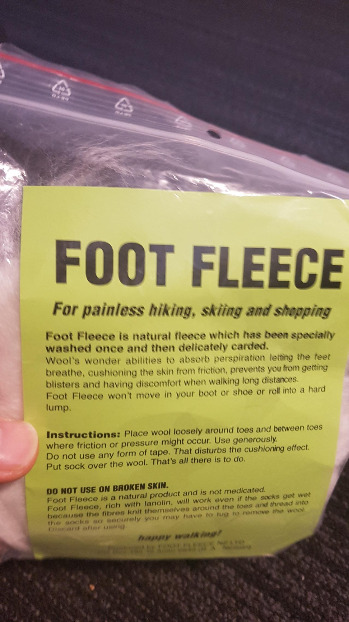 FOOT FLEECE
For painless hiking, skiing and shopping
Foot Fleece is natural fleece which has been specially
washed once and then delicately carded.
Wool's wonder abilities to absorb perspiration letting the feet
breathe, cushioning the skin from friction, prevents you from getting
blisters and having discomfort when walking long distances.
Foot Fleece won't move in your boot or shoe or roll into a hard
lump.
Instructions: Place wool loosely around toes and between toes
where friction or pressure might occur. Use generously.
Do not use any form of tape. That disturbs the cushioning effect.
Put sock over the wool. That's all there is to do.
DO NOT USE ON BROKEN SKIN.
Foot Fleece is a natural product and is not medicated.
Foot Fleece, rich with lanolin, will work even if the socks get wet
because the fibres knit themselves around the toes and thread into
the socks so securely you may have to tug to remove the wool.
Discard after using.
happy walking!